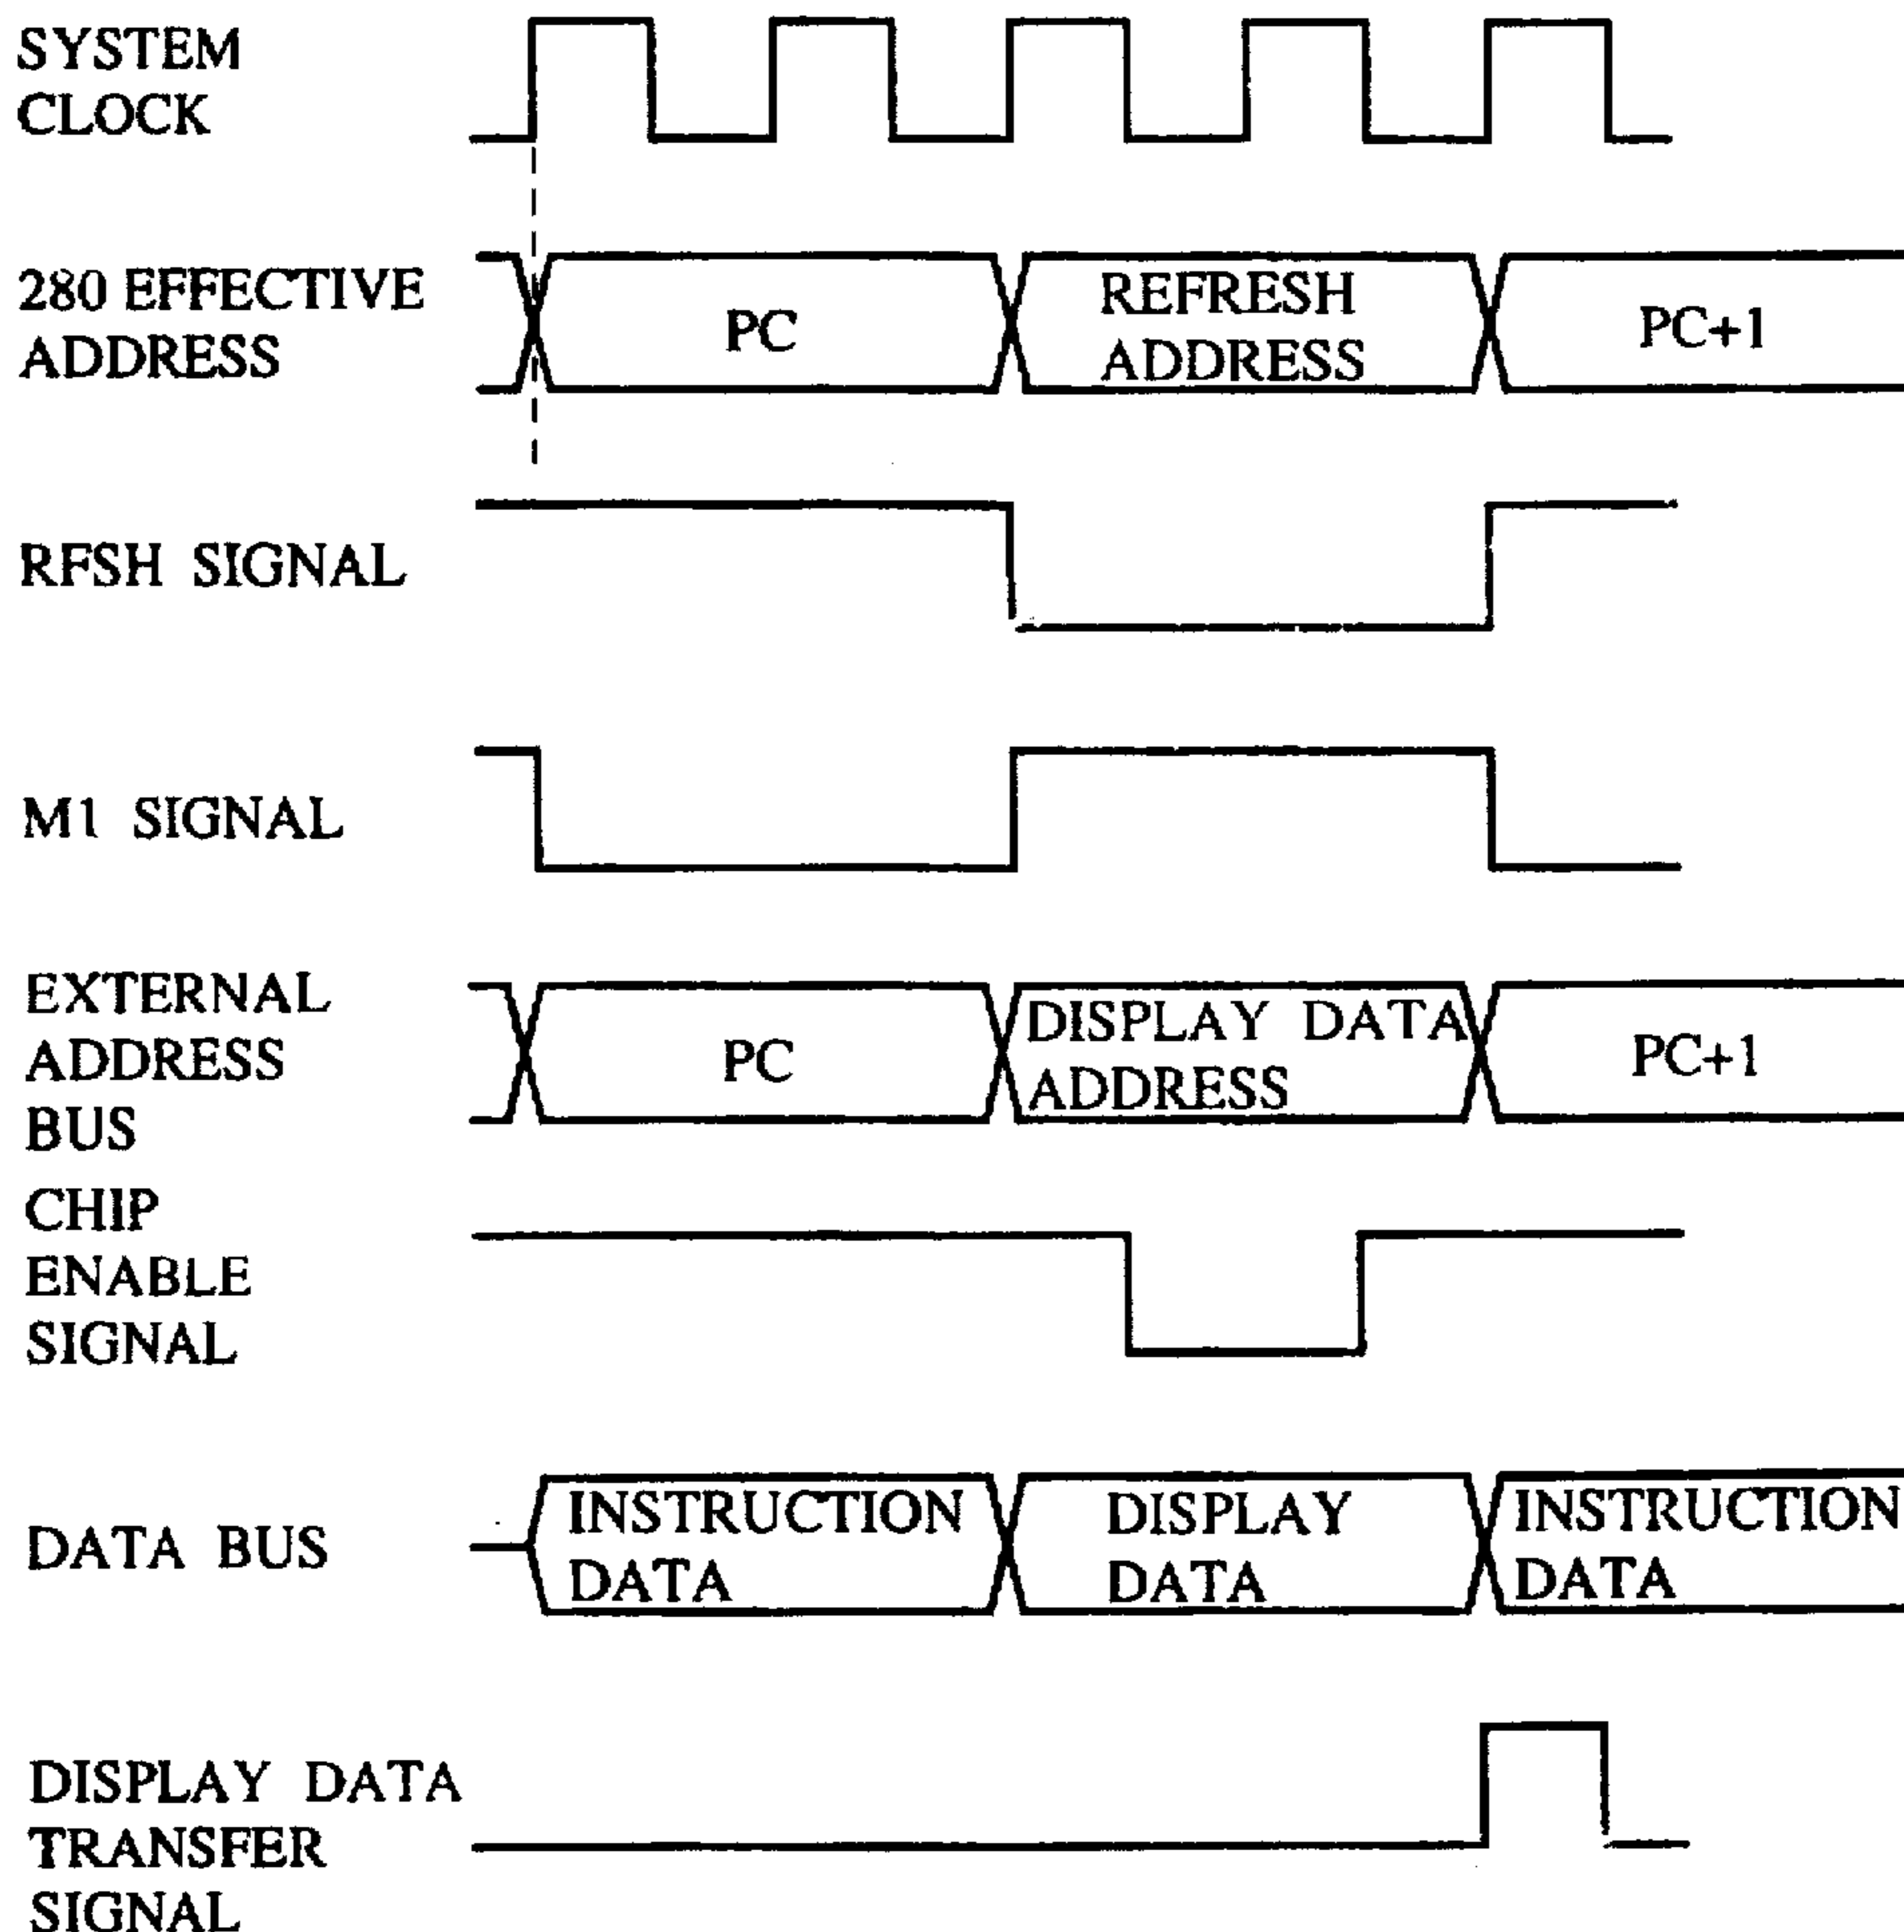 SYSTEM
CLOCK
280 EFFECTIVE
ADDRESS
PC
REFRESH
ADDRESS
PC+1
RFSH SIGNAL
M1 SIGNAL
EXTERNAL
ADDRESS
BUS
PC
DISPLAY DATA
ADDRESS
PC+1
CHIP
ENABLE
SIGNAL
DATA BUS
INSTRUCTION
DATA
DISPLAY
DATA
INSTRUCTION
DATA
DISPLAY DATA
TRANSFER
SIGNAL